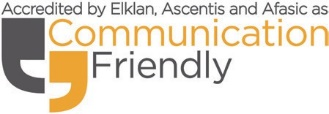 Accredited by Elklan, Ascentis and Afasic as
Communication
Friendly